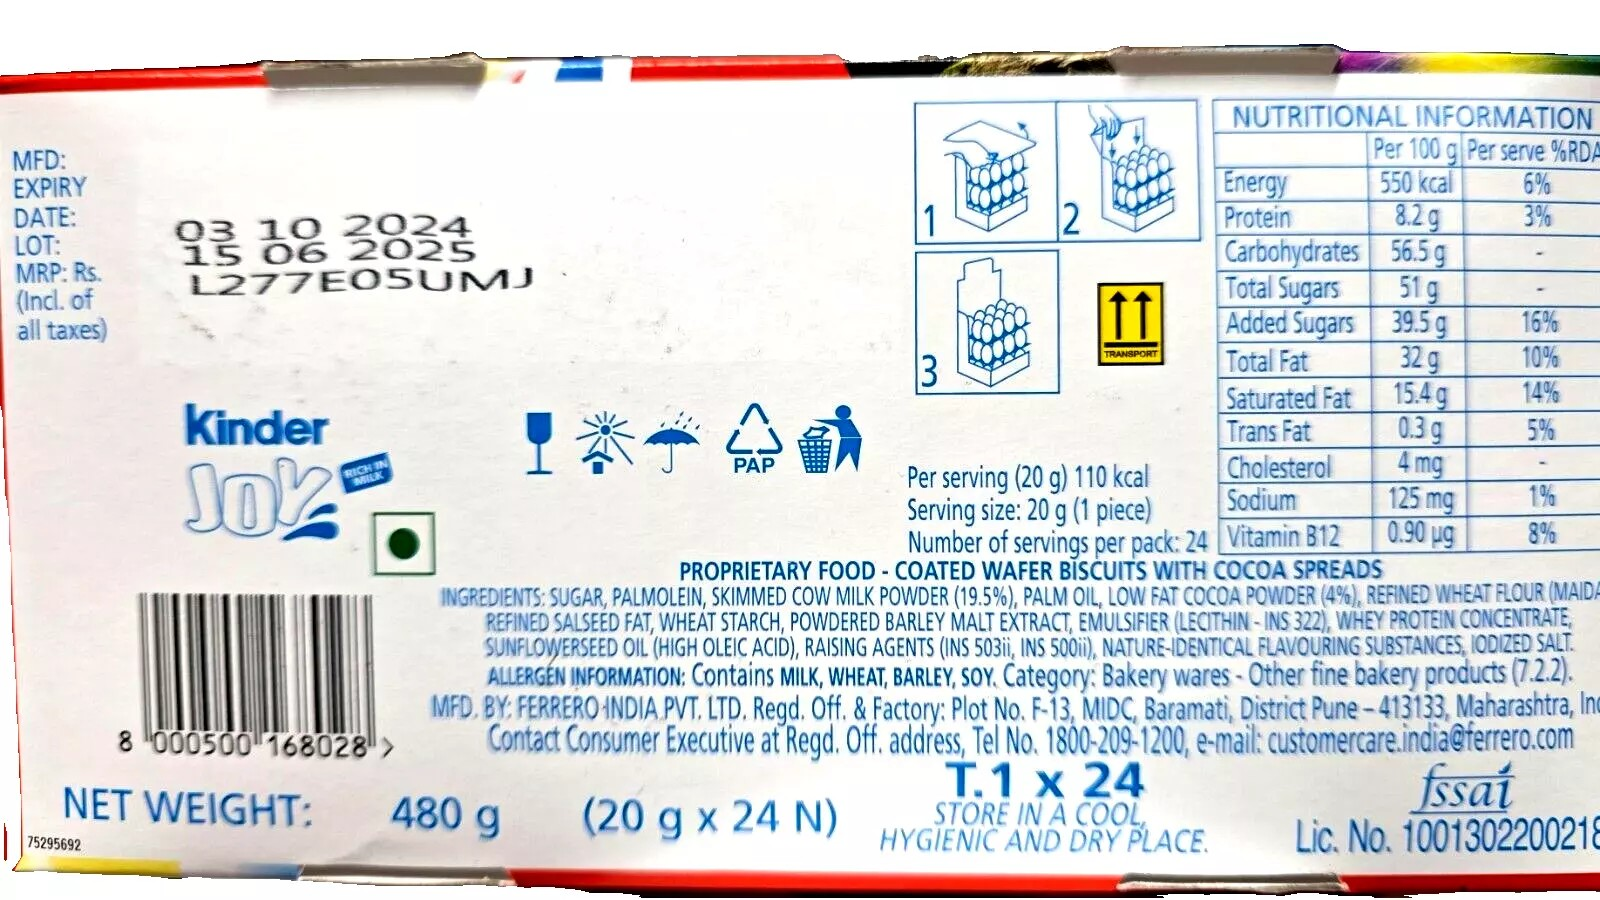 MFD:
EXPIRY
DATE:
LOT:
MRP: Rs.
(Incl. of
all taxes)
03 10 2024
15 06 2025
L277E05UMJ
Kinder
Joy
RICH IN
MILK
PAP
1
2
3
TRANSPORT
NUTRITIONAL INFORMATION
Per 100 g Per serve %RDA
Energy 550 kcal 6%
Protein 8.2 g 3%
Carbohydrates 56.5 g -
Total Sugars 51 g -
Added Sugars 39.5 g 16%
Total Fat 32 g 10%
Saturated Fat 15.4 g 14%
Trans Fat 0.3 g 5%
Cholesterol 4 mg -
Sodium 125 mg 1%
Vitamin B12 0.90 µg 8%
Per serving (20 g) 110 kcal
Serving size: 20 g (1 piece)
Number of servings per pack: 24
PROPRIETARY FOOD - COATED WAFER BISCUITS WITH COCOA SPREADS
INGREDIENTS: SUGAR, PALMOLEIN, SKIMMED COW MILK POWDER (19.5%), PALM OIL, LOW FAT COCOA POWDER (4%), REFINED WHEAT FLOUR (MAIDA
REFINED SALSEED FAT, WHEAT STARCH, POWDERED BARLEY MALT EXTRACT, EMULSIFIER (LECITHIN - INS 322), WHEY PROTEIN CONCENTRATE,
SUNFLOWERSEED OIL (HIGH OLEIC ACID), RAISING AGENTS (INS 503ii, INS 500ii), NATURE-IDENTICAL FLAVOURING SUBSTANCES, IODIZED SALT.
ALLERGEN INFORMATION: Contains MILK, WHEAT, BARLEY, SOY. Category: Bakery wares - Other fine bakery products (7.2.2).
MFD. BY: FERRERO INDIA PVT. LTD. Regd. Off. & Factory: Plot No. F-13, MIDC, Baramati, District Pune – 413133, Maharashtra,
Contact Consumer Executive at Regd. Off. address, Tel No. 1800-209-1200, e-mail: customercare.india@ferrero.com
8 000500 168028 >
NET WEIGHT: 480 g (20 g x 24 N)
T.1 x 24
STORE IN A COOL,
HYGIENIC AND DRY PLACE.
fssai
Lic. No. 1001302200218
75295692